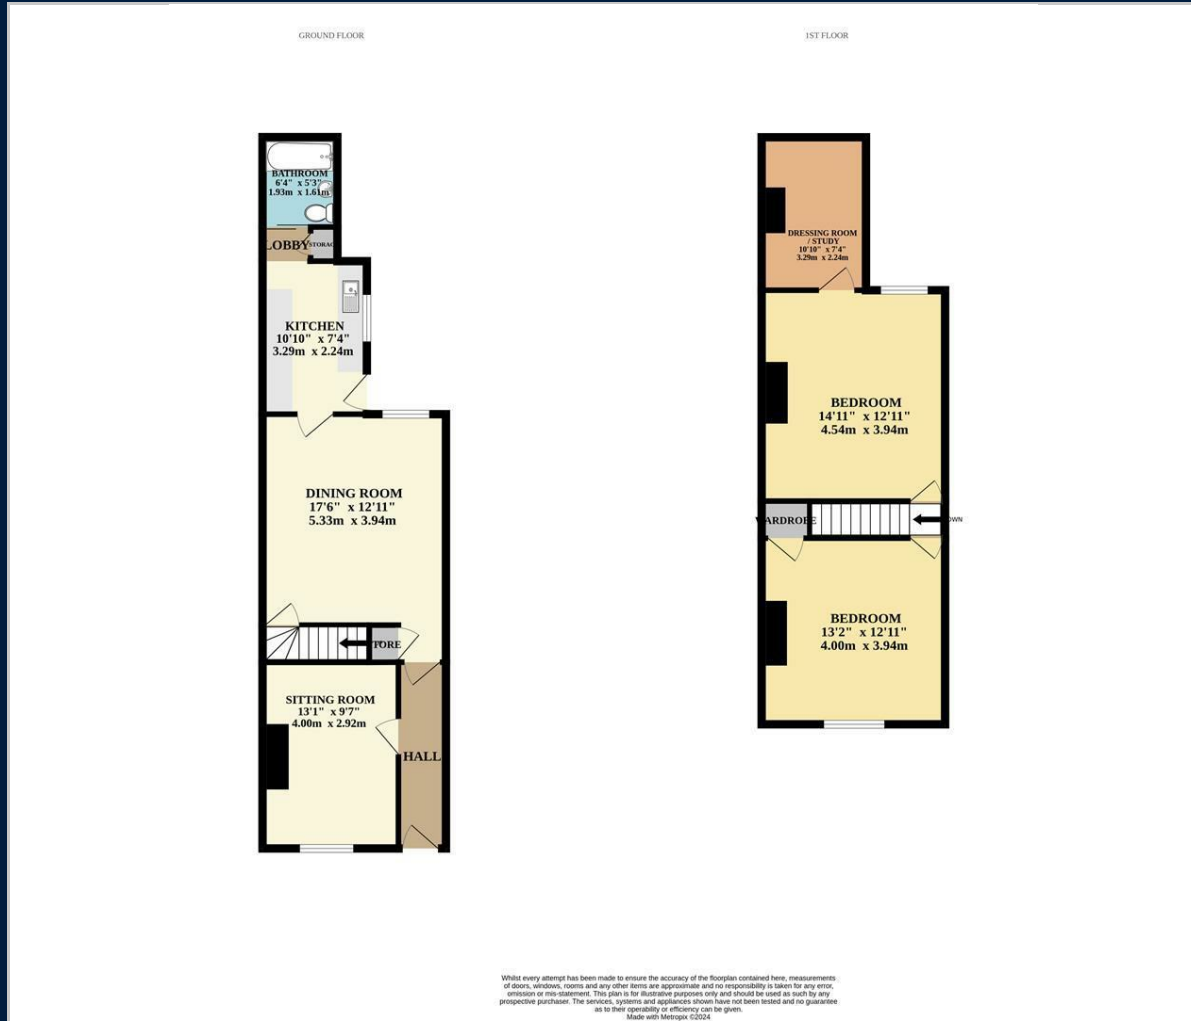 GROUND FLOOR
1ST FLOOR
BATHROOM
6'4" x 5'3"
1.93m x 1.61m
LOBBY
STORAG
KITCHEN
10'10" x 7'4"
3.29m x 2.24m
DINING ROOM
17'6" x 12'11"
5.33m x 3.94m
TORE
SITTING ROOM
13'1" x 9'7"
4.00m x 2.92m
HALL
DRESSING ROOM
/ STUDY
10'10" x 7'4"
3.29m x 2.24m
BEDROOM
14'11" x 12'11"
4.54m x 3.94m
WARDROBE
OWN
BEDROOM
13'2" x 12'11"
4.00m x 3.94m
Whilst every attempt has been made to ensure the accuracy of the floorplan contained here, measurements
of doors, windows, rooms and any other items are approximate and no responsibility is taken for any error,
omission or mis-statement. This plan is for illustrative purposes only and should be used as such by any
prospective purchaser. The services, systems and appliances shown have not been tested and no guarantee
as to their operability or efficiency can be given.
Made with Metropix ©2024